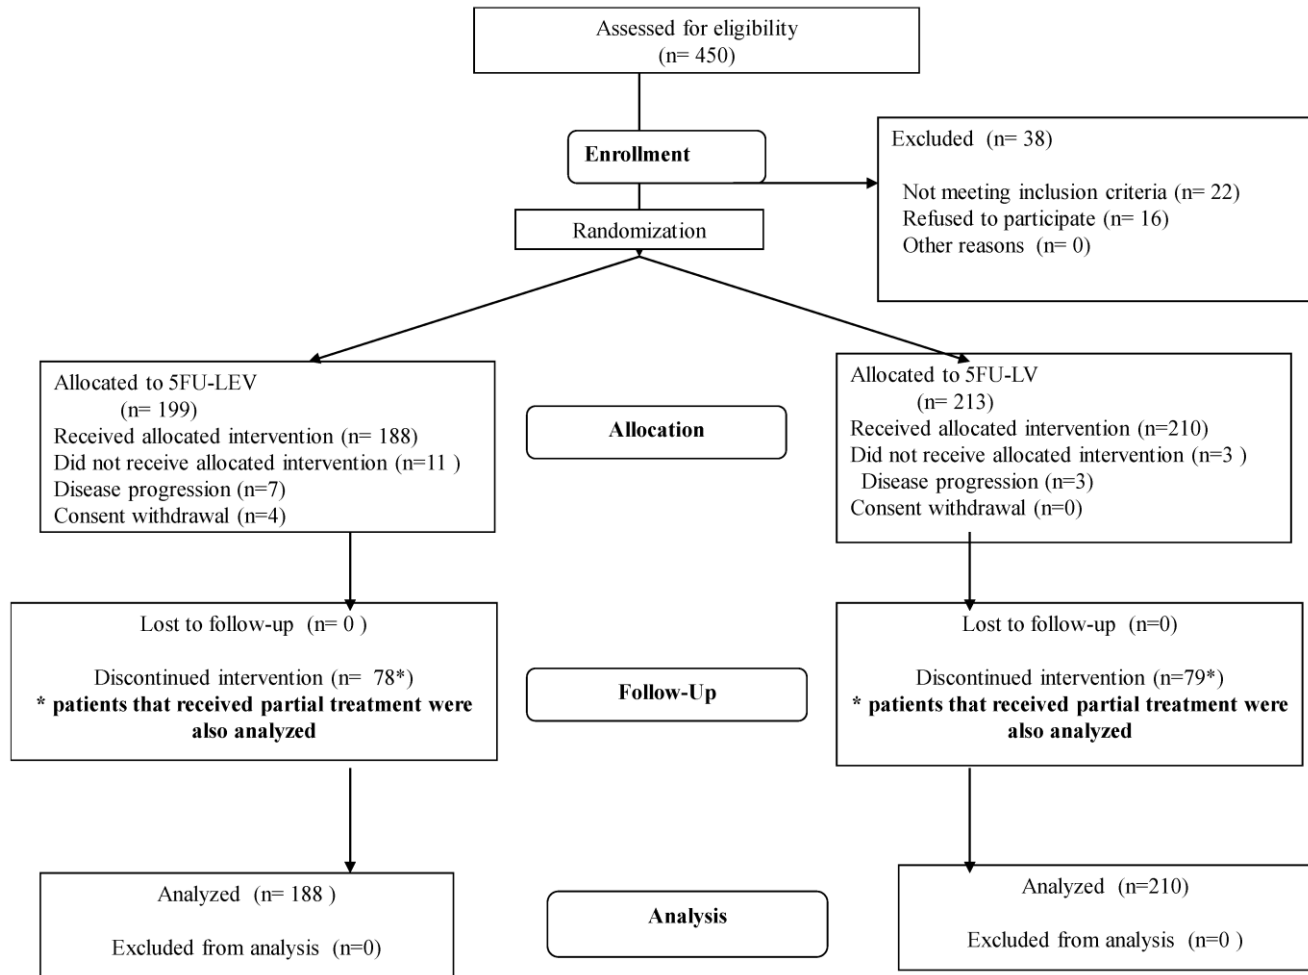 Assessed for eligibility
(n= 450)
Enrollment
Excluded (n= 38)
Not meeting inclusion criteria (n= 22)
Refused to participate (n= 16)
Other reasons (n= 0)
Randomization
Allocated to 5FU-LEV
(n= 199)
Received allocated intervention (n= 188)
Did not receive allocated intervention (n=11 )
Disease progression (n=7)
Consent withdrawal (n=4)
Allocation
Allocated to 5FU-LV
(n= 213)
Received allocated intervention (n=210)
Did not receive allocated intervention (n=3 )
Disease progression (n=3)
Consent withdrawal (n=0)
Lost to follow-up (n= 0 )
Discontinued intervention (n= 78*)
* patients that received partial treatment were
also analyzed
Follow-Up
Lost to follow-up (n=0)
Discontinued intervention (n=79*)
* patients that received partial treatment were
also analyzed
Analyzed (n= 188 )
Excluded from analysis (n=0)
Analysis
Analyzed (n=210)
Excluded from analysis (n=0 )